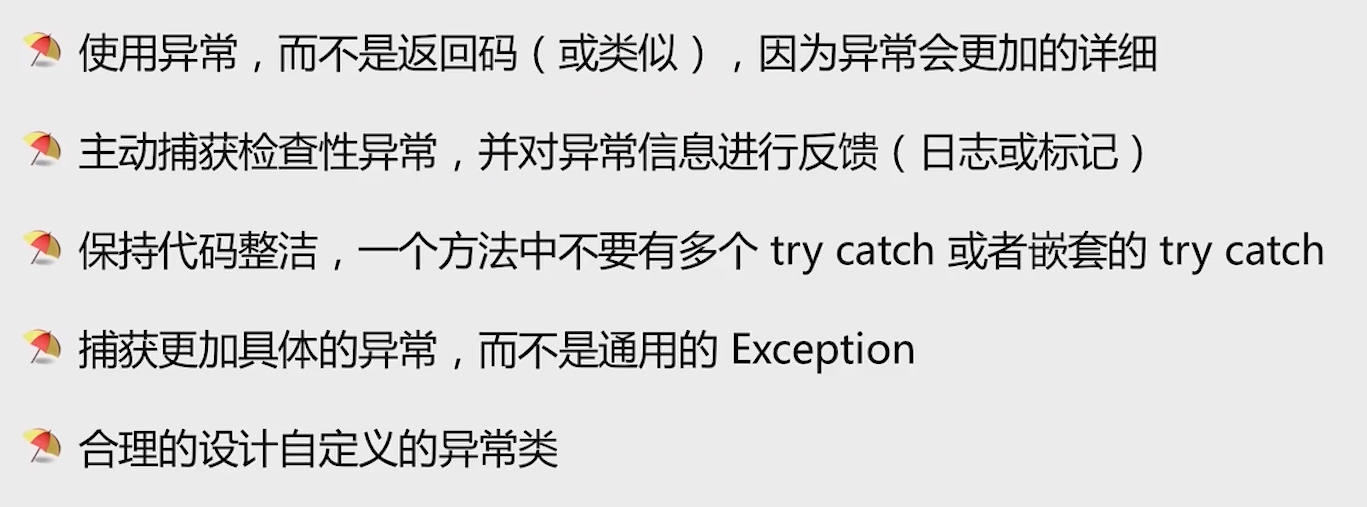 使用异常，而不是返回码（或类似），因为异常会更加的详细
主动捕获检查性异常，并对异常信息进行反馈（日志或标记）
保持代码整洁，一个方法中不要有多个 try catch 或者嵌套的 try catch
捕获更加具体的异常，而不是通用的 Exception
合理的设计自定义的异常类